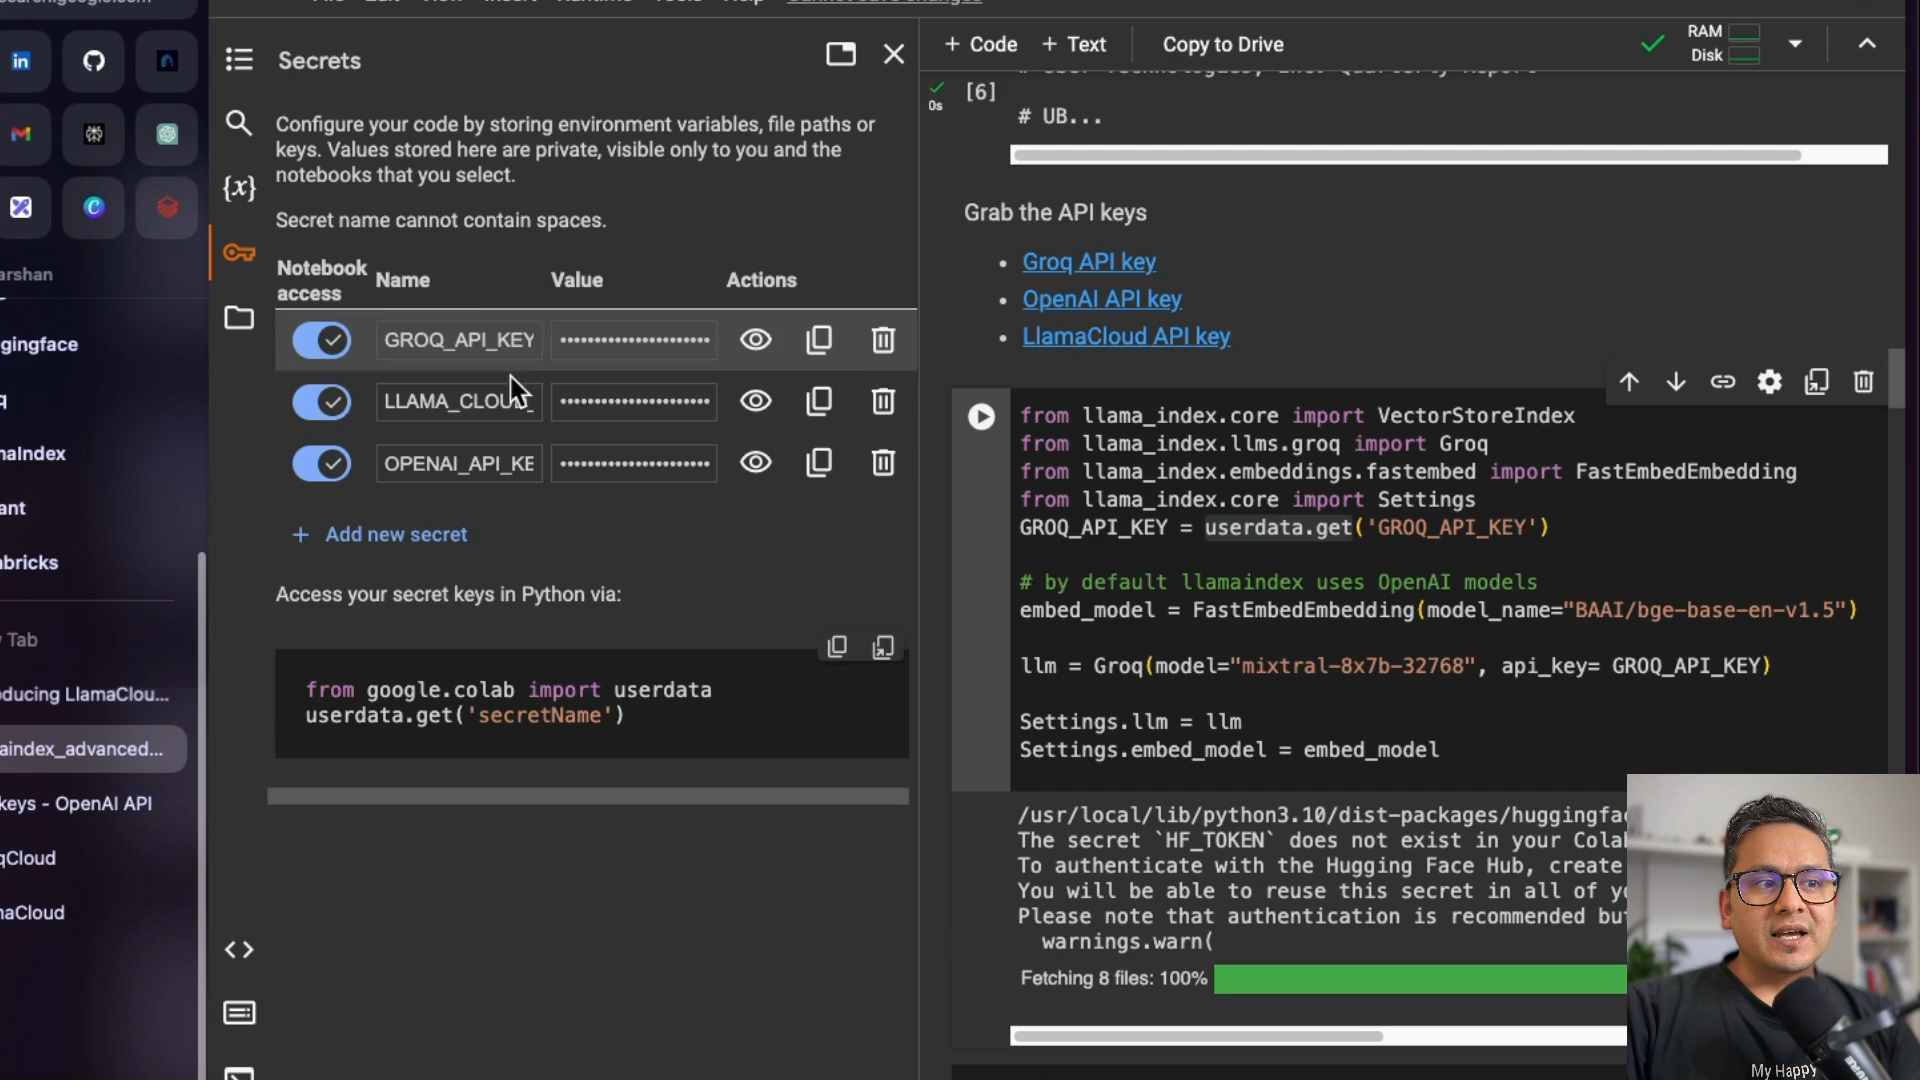 Secrets
Configure your code by storing environment variables, file paths or
keys. Values stored here are private, visible only to you and the
notebooks that you select.
Secret name cannot contain spaces.
Notebook access
Name
Value
Actions
GROQ_API_KEY
LLAMA_CLOUD_
OPENAI_API_KE
+ Add new secret
Access your secret keys in Python via:
from google.colab import userdata
userdata.get('secretName')
arshan
gingface
q
naIndex
ant
bricks
Tab
ducing LlamaClou...
aindex_advanced...
keys - OpenAI API
qCloud
naCloud
+ Code
+ Text
Copy to Drive
RAM
Disk
0s
[6]
# UB...
Grab the API keys
• Groq API key
• OpenAI API key
• LlamaCloud API key
from llama_index.core import VectorStoreIndex
from llama_index.llms.groq import Groq
from llama_index.embeddings.fastembed import FastEmbedEmbedding
from llama_index.core import Settings
GROQ_API_KEY = userdata.get('GROQ_API_KEY')
# by default llamaindex uses OpenAI models
embed_model = FastEmbedEmbedding(model_name="BAAI/bge-base-en-v1.5")
llm = Groq(model="mixtral-8x7b-32768", api_key= GROQ_API_KEY)
Settings.llm = llm
Settings.embed_model = embed_model
/usr/local/lib/python3.10/dist-packages/huggingfa
The secret `HF_TOKEN` does not exist in your Cola
To authenticate with the Hugging Face Hub, create
You will be able to reuse this secret in all of yo
Please note that authentication is recommended bu
warnings.warn(
Fetching 8 files: 100%
My Happy